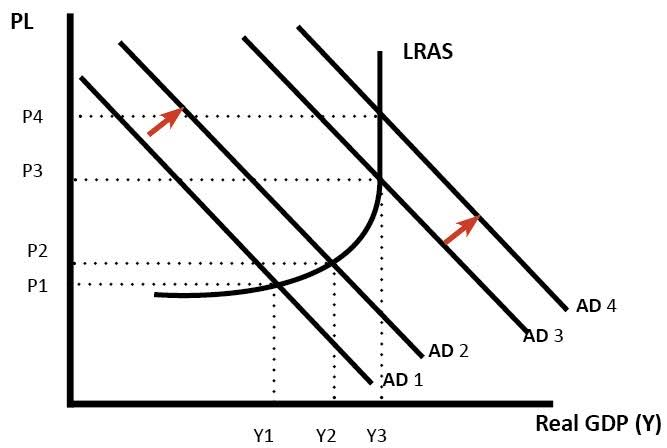 PL
LRAS
P4
P3
P2
P1
AD 4
AD 3
AD 2
AD 1
Real GDP (Y)
Y1 Y2 Y3